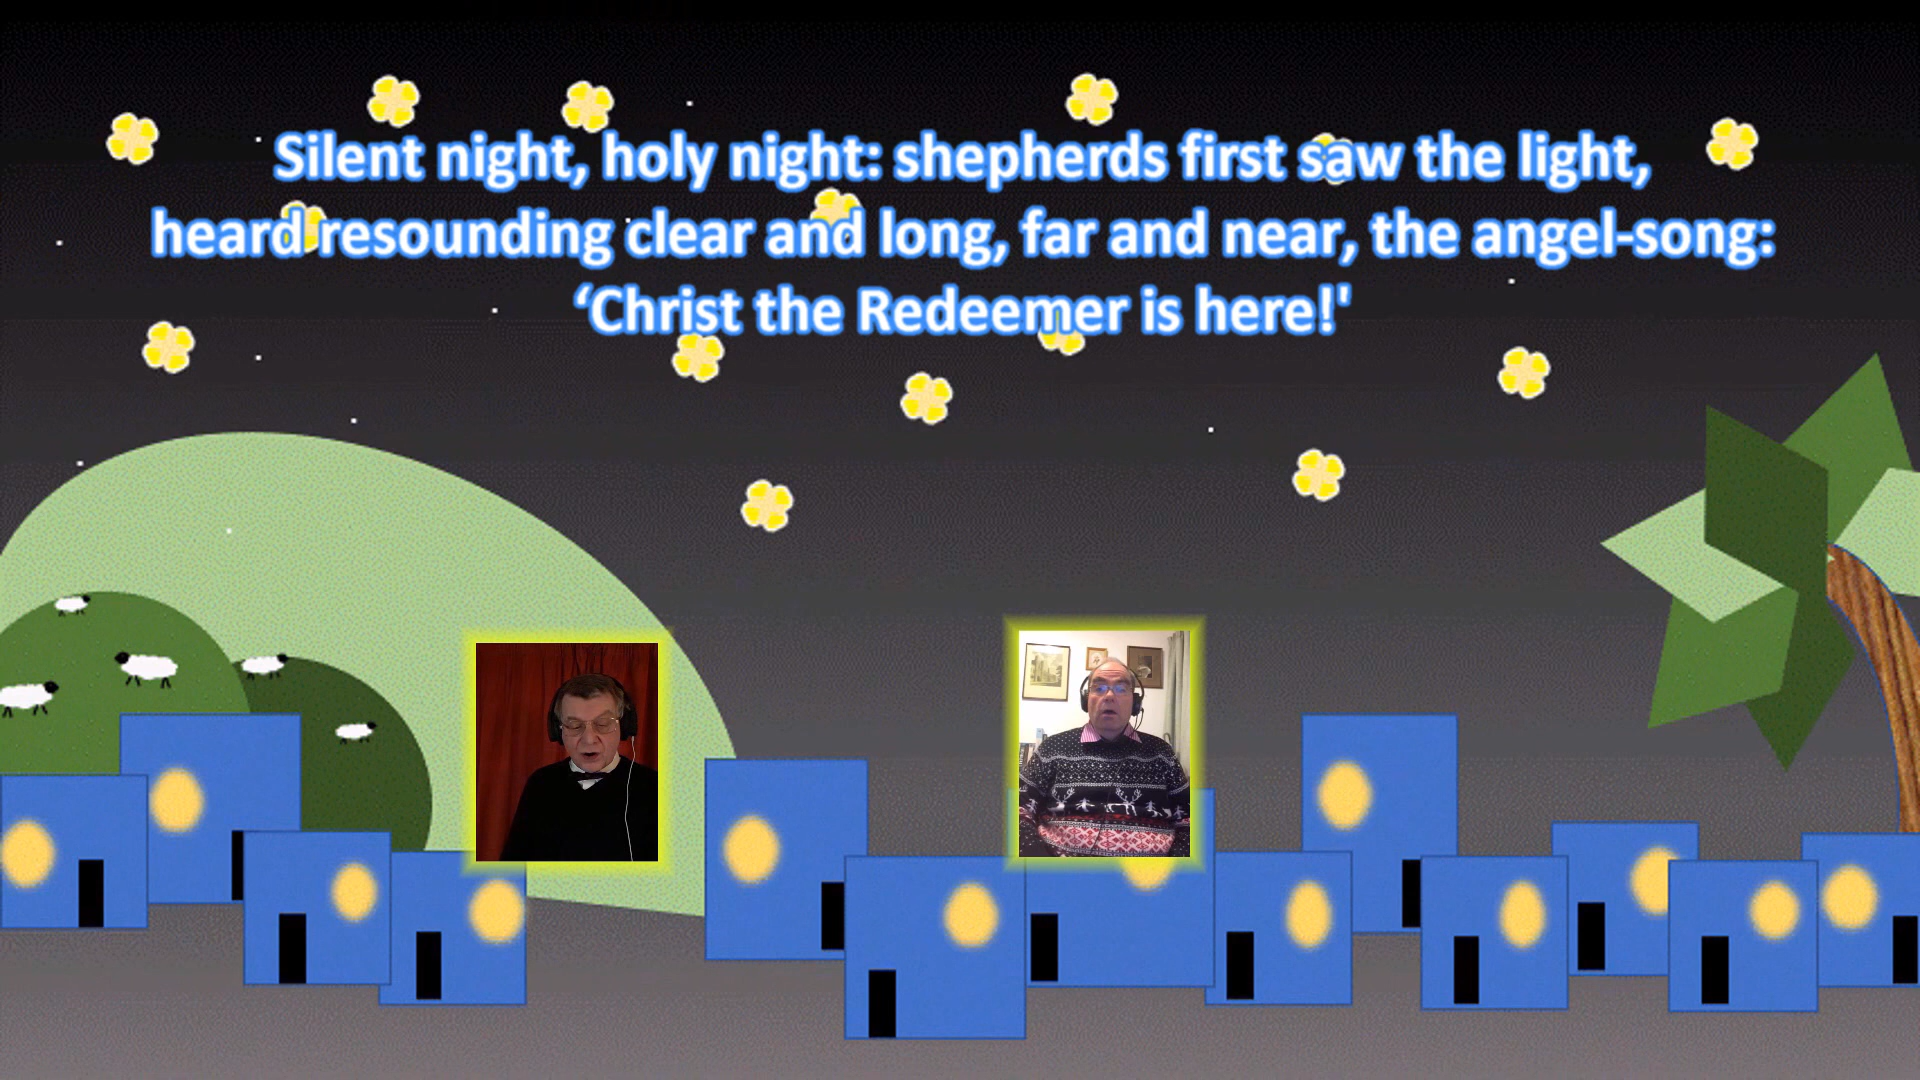 Silent night, holy night: shepherds first saw the light,
heard resounding clear and long, far and near, the angel-song:
‘Christ the Redeemer is here!'